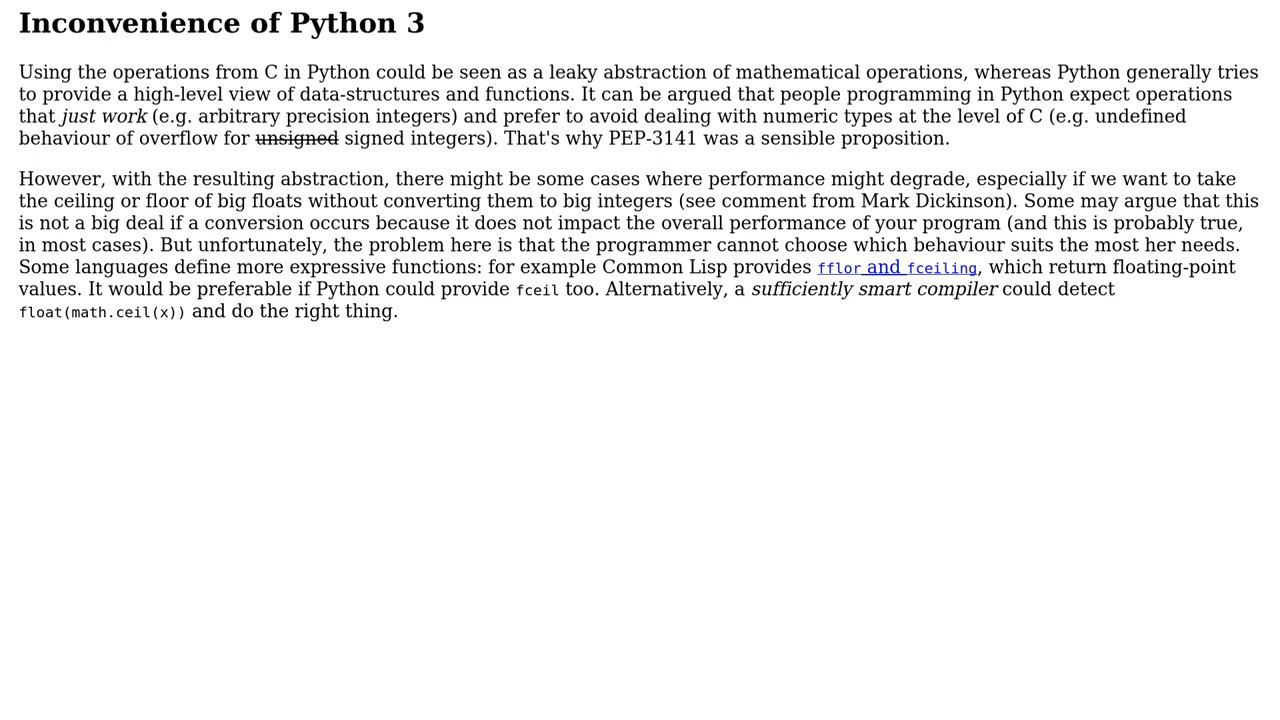 Inconvenience of Python 3
Using the operations from C in Python could be seen as a leaky abstraction of mathematical operations, whereas Python generally tries
to provide a high-level view of data-structures and functions. It can be argued that people programming in Python expect operations
that just work (e.g. arbitrary precision integers) and prefer to avoid dealing with numeric types at the level of C (e.g. undefined
behaviour of overflow for unsigned signed integers). That's why PEP-3141 was a sensible proposition.
However, with the resulting abstraction, there might be some cases where performance might degrade, especially if we want to take
the ceiling or floor of big floats without converting them to big integers (see comment from Mark Dickinson). Some may argue that this
is not a big deal if a conversion occurs because it does not impact the overall performance of your program (and this is probably true,
in most cases). But unfortunately, the problem here is that the programmer cannot choose which behaviour suits the most her needs.
Some languages define more expressive functions: for example Common Lisp provides fflor and fceiling, which return floating-point
values. It would be preferable if Python could provide fceil too. Alternatively, a sufficiently smart compiler could detect
float(math.ceil(x)) and do the right thing.